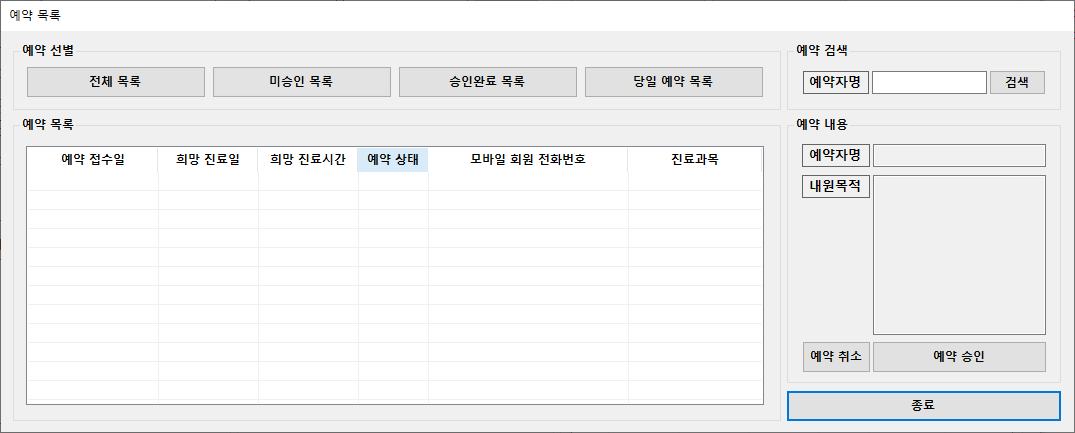 예약 목록
예약 선별
전체 목록
미승인 목록
승인완료 목록
당일 예약 목록
예약 검색
예약자명
검색
예약 목록
예약 접수일
희망 진료일
희망 진료시간
예약 상태
모바일 회원 전화번호
진료과목
예약 내용
예약자명
내원목적
예약 취소
예약 승인
종료